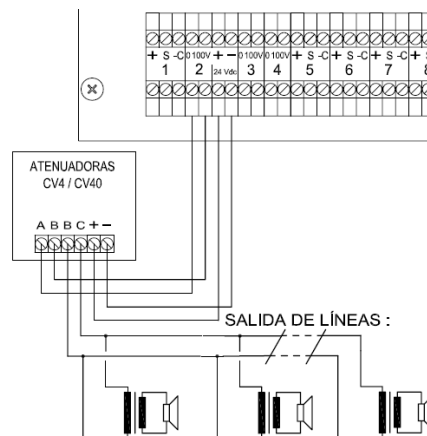 + S -C 0 100V + − 0 100V 0 100V + S -C + S -C + S -C + S
1 2 24 Vdc 3 4 5 6 7 8
ATENUADORAS
CV4 / CV40
A B B C + −
SALIDA DE LÍNEAS :